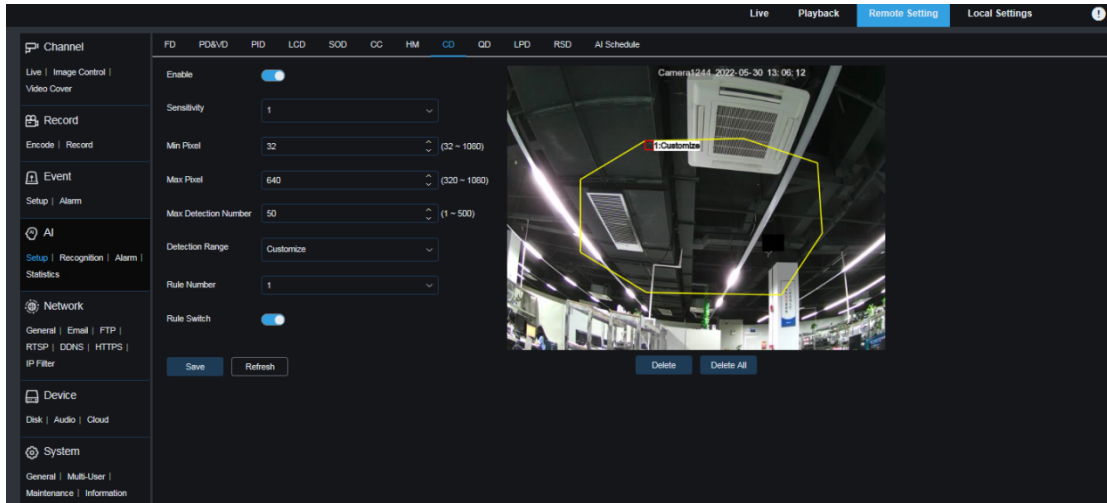 Live Playback Remote Setting Local Settings
Channel
Live | Image Control |
Video Cover
Record
Encode | Record
Event
Setup | Alarm
AI
Setup | Recognition | Alarm |
Statistics
Network
General | Email | FTP |
RTSP | DDNS | HTTPS |
IP Filter
Device
Disk | Audio | Cloud
System
General | Multi-User |
Maintenance | Information
FD PD&VD PID LCD SOD CC HM CD QD LPD RSD AI Schedule
Enable
Sensitivity 1
Min Pixel 32 (32 ~ 1080)
Max Pixel 640 (320 ~ 1080)
Max Detection Number 50 (1 ~ 500)
Detection Range Customize
Rule Number 1
Rule Switch
Save Refresh
Camera1244 2022-05-30 13:06:12
1:Customize
Delete Delete All